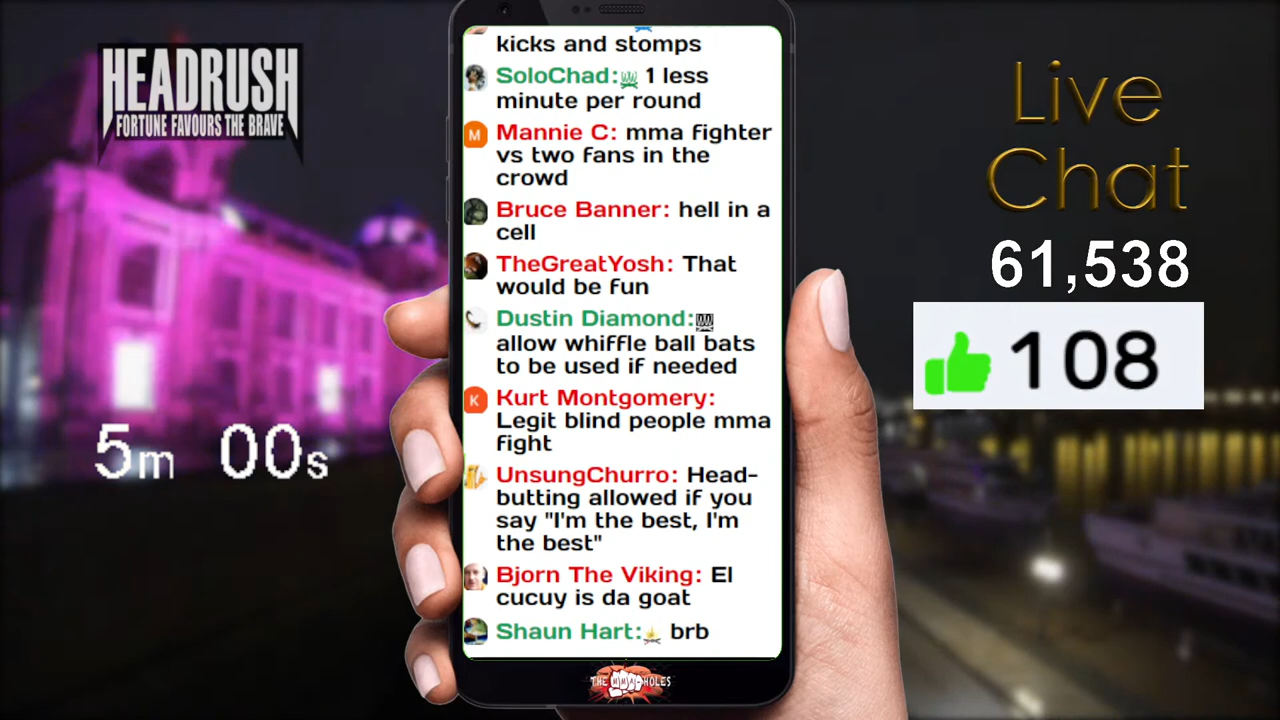 HEADRUSH
FORTUNE FAVOURS THE BRAVE
5m 00s
kicks and stomps
SoloChad: 1 less
minute per round
M
Mannie C: mma fighter
vs two fans in the
crowd
Bruce Banner: hell in a
cell
TheGreatYosh: That
would be fun
Dustin Diamond:
allow whiffle ball bats
to be used if needed
K
Kurt Montgomery:
Legit blind people mma
fight
UnsungChurro: Head-
butting allowed if you
say "I'm the best, I'm
the best"
Bjorn The Viking: El
cucuy is da goat
Shaun Hart: brb
THE MMA-HOLES
Live
Chat
61,538
108